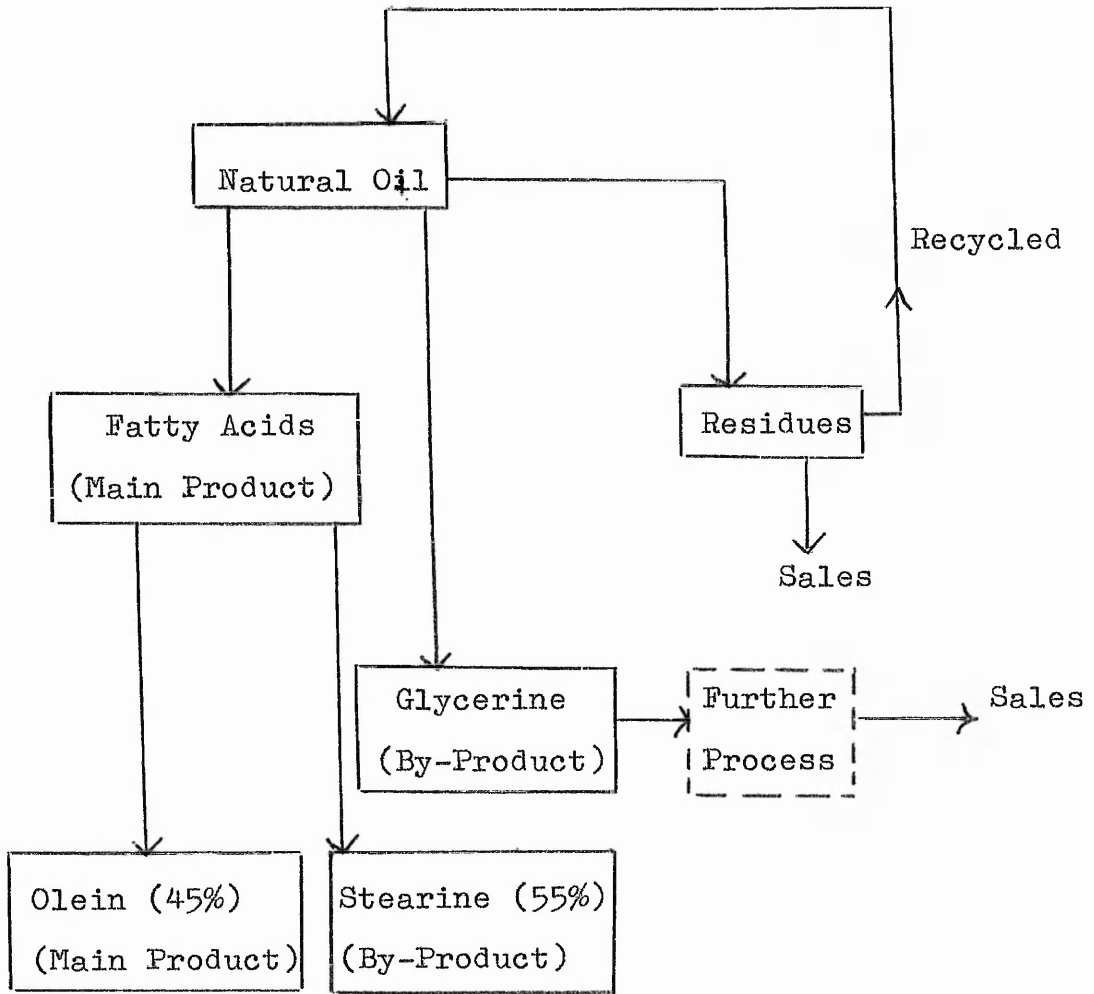 Natural Oil
Recycled
Fatty Acids
(Main Product)
Residues
Sales
Glycerine
(By-Product)
Further
Process
Sales
Olein (45%)
(Main Product)
Stearine (55%)
(By-Product)